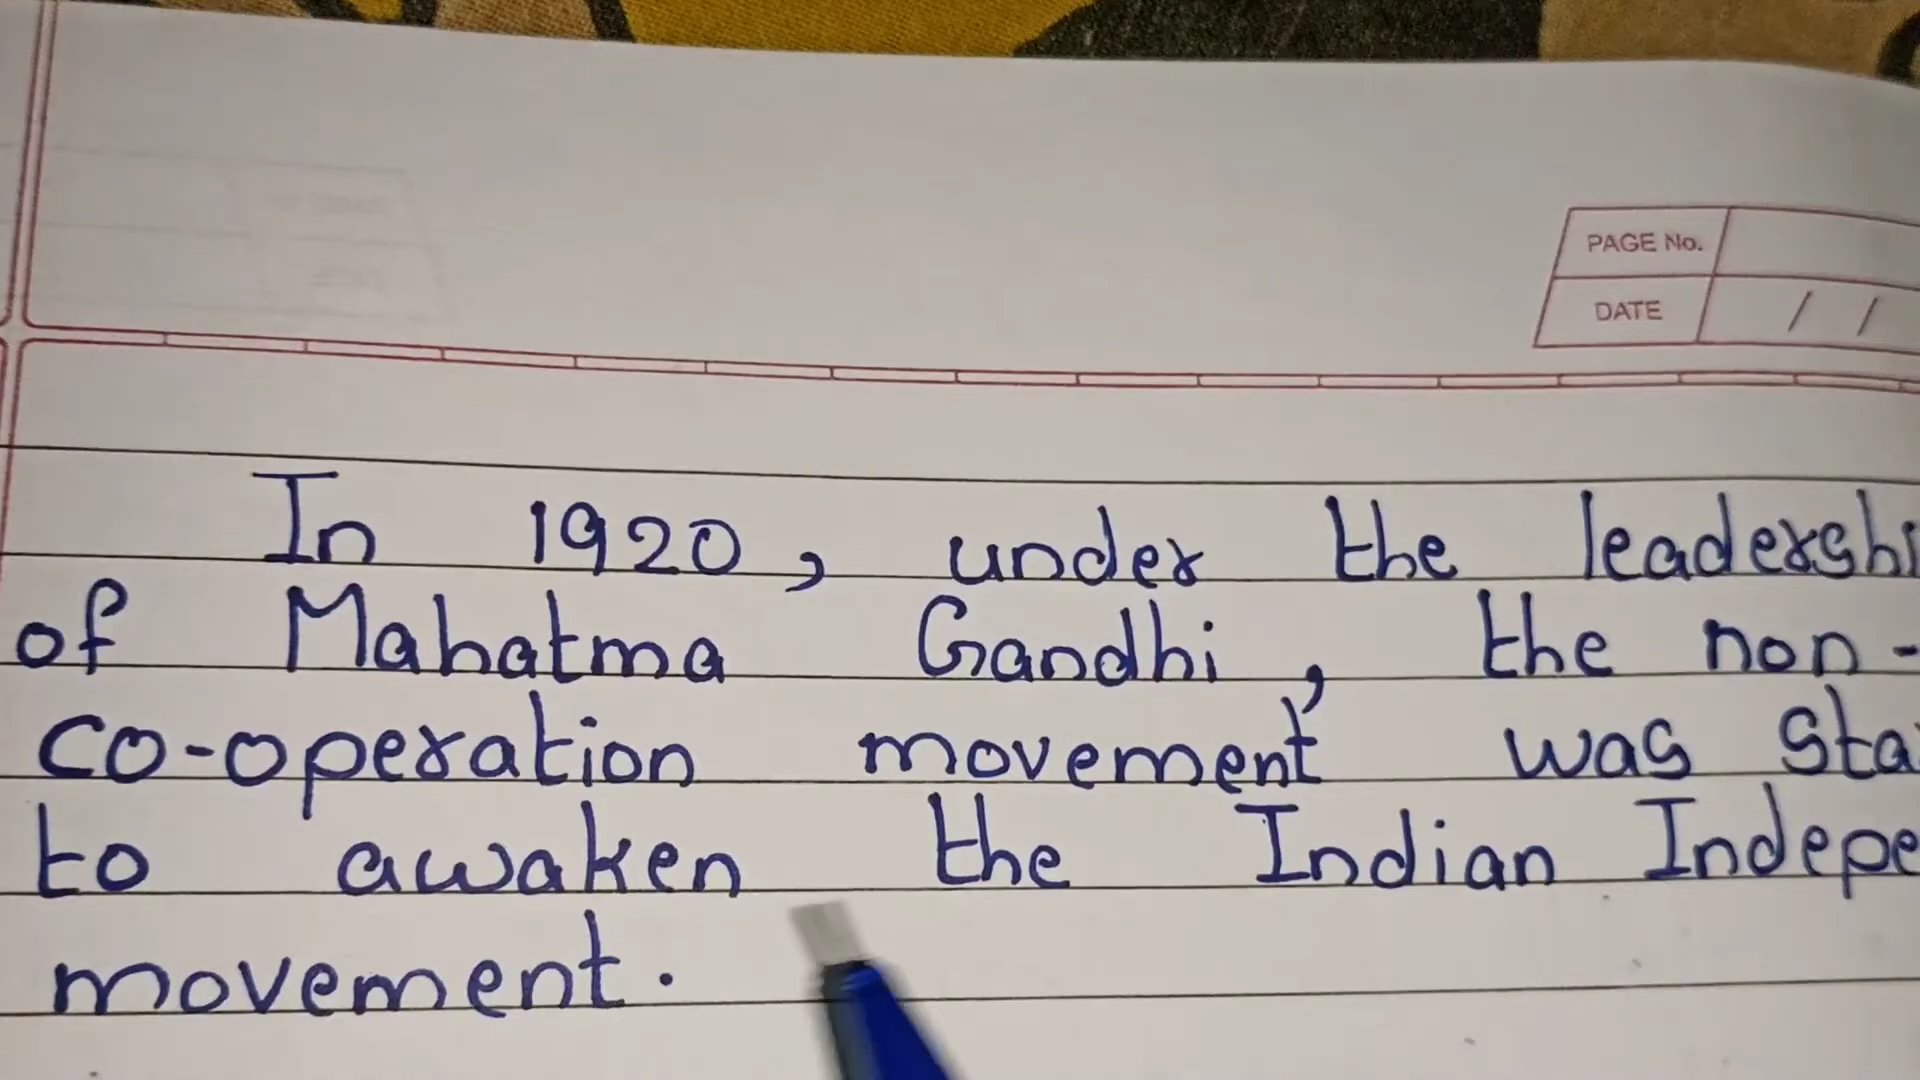 PAGE No.
DATE / /
In 1920, under the leadershi
of Mahatma Gandhi, the non-
co-operation movement was sta
to awaken the Indian Indepe
movement.